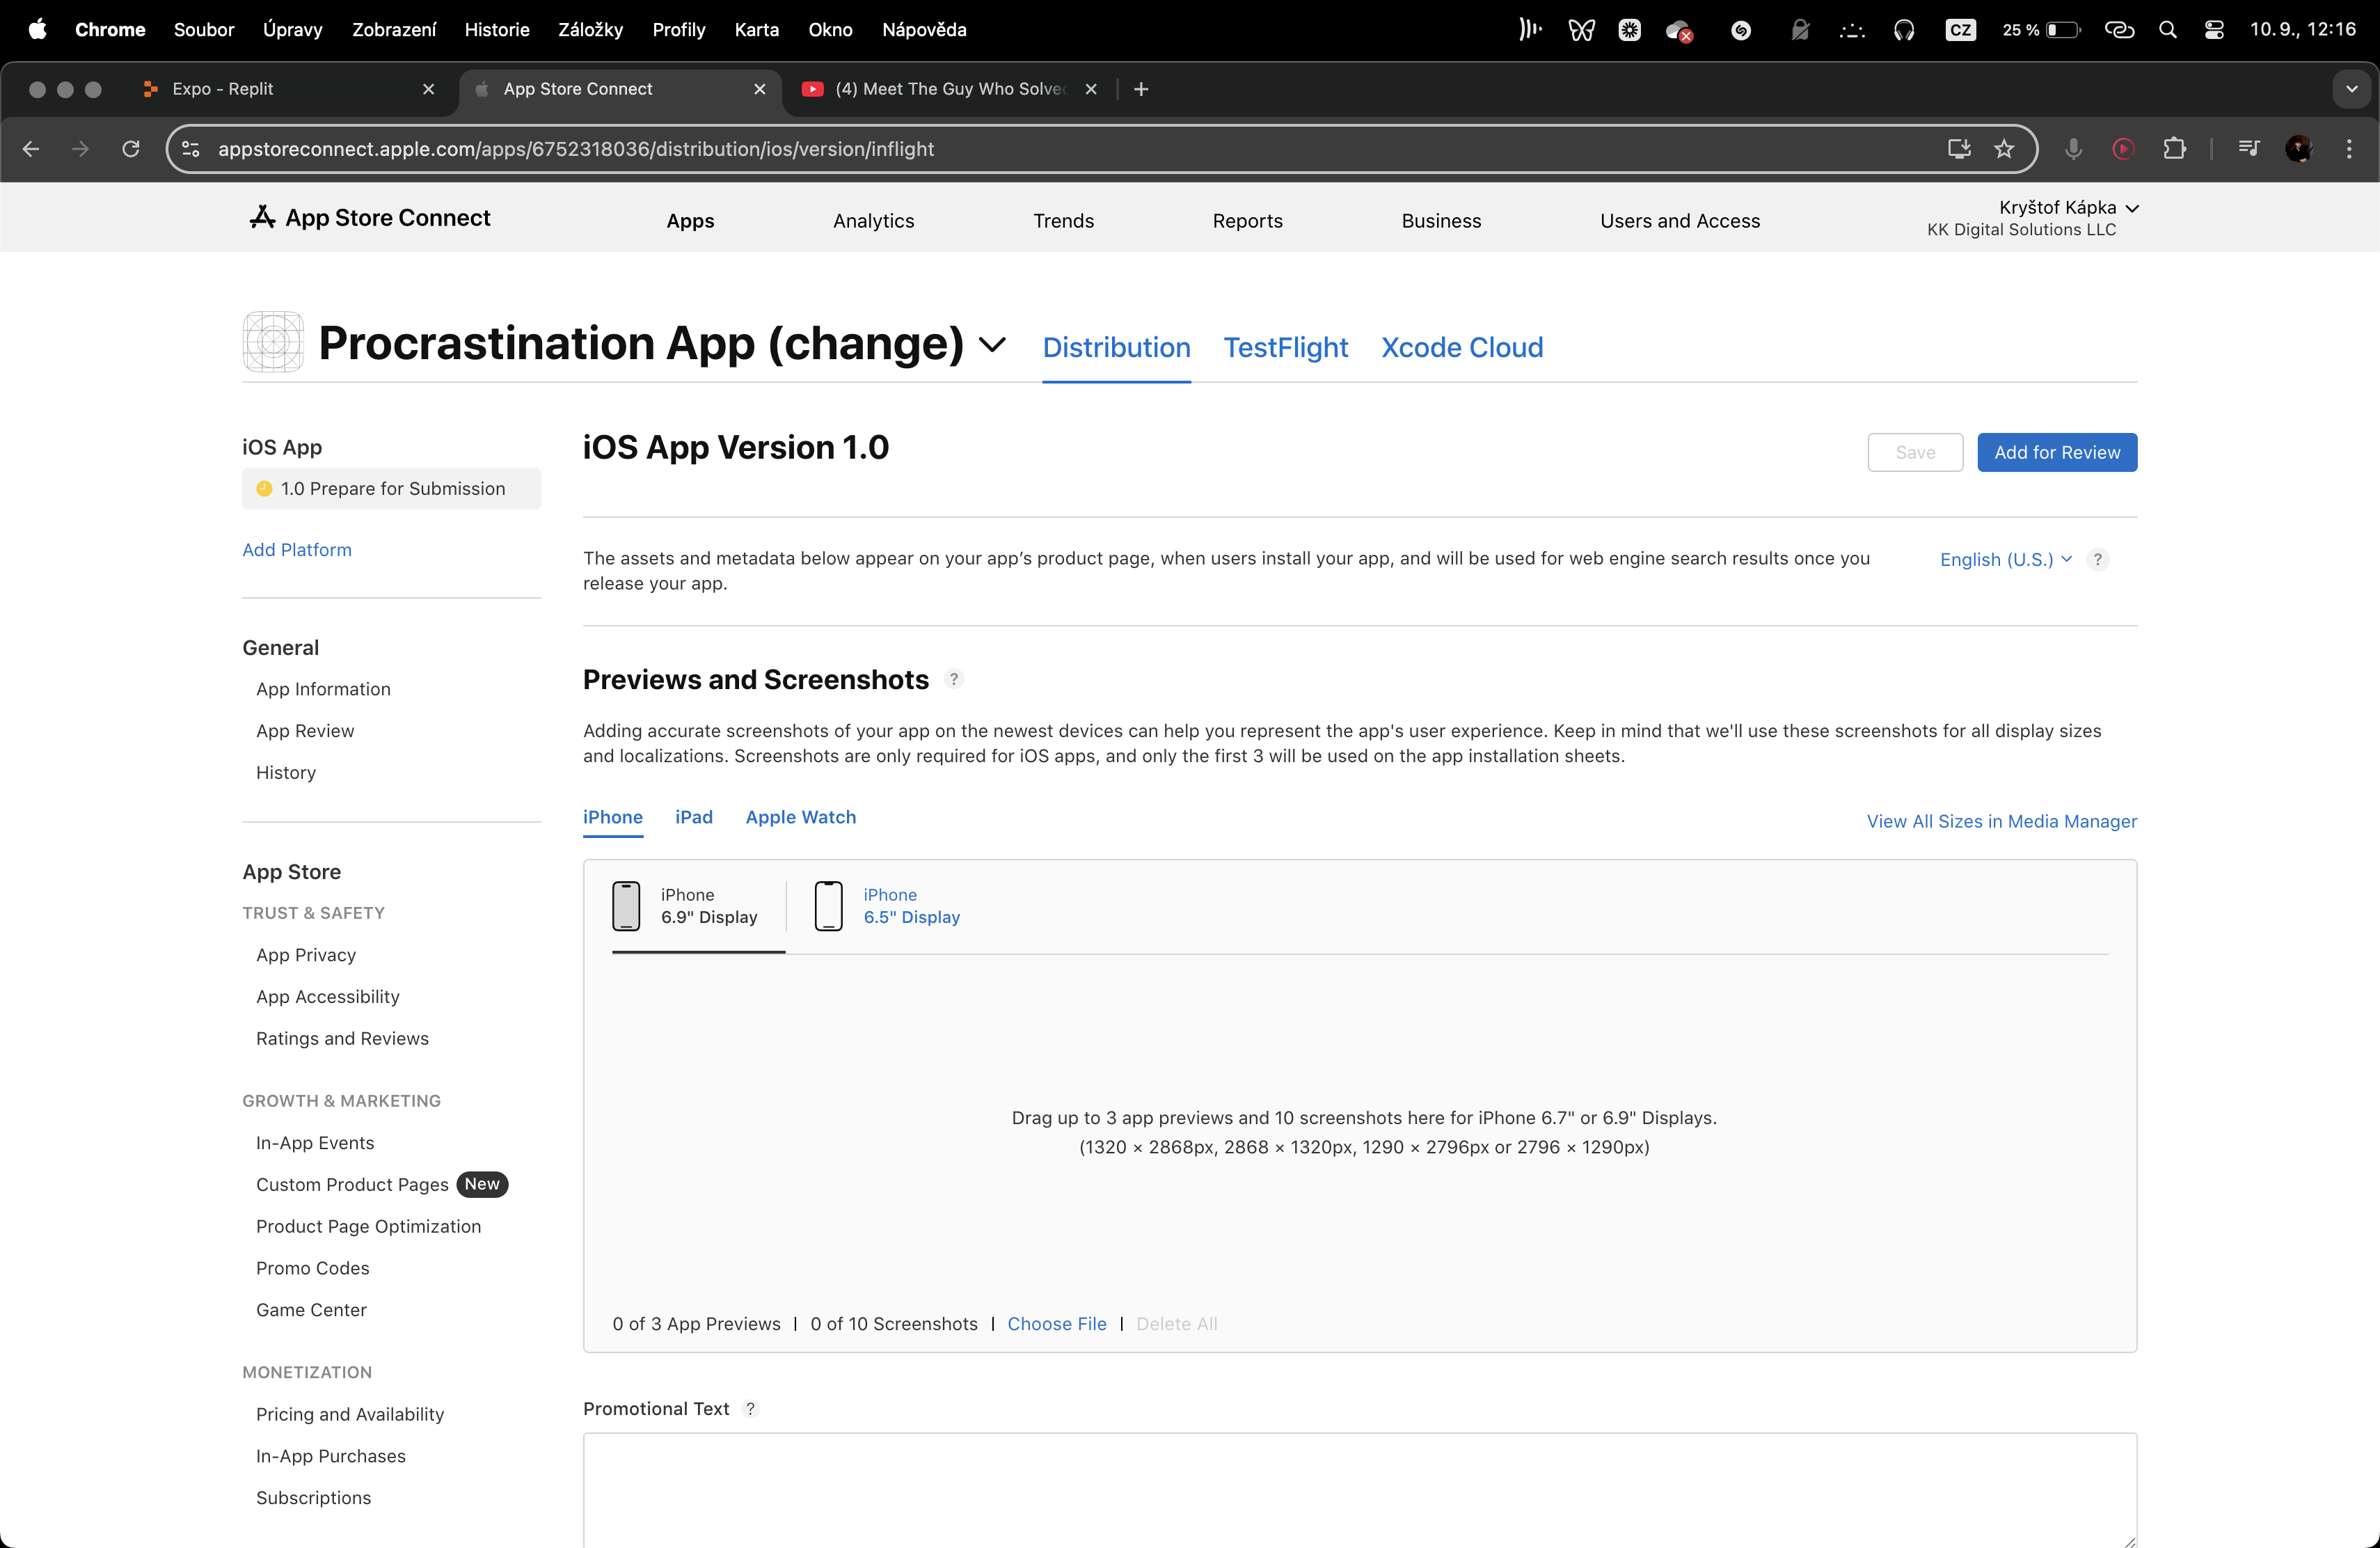 Chrome Soubor Úpravy Zobrazení Historie Záložky Profily Karta Okno Nápověda CZ 25 % 10. 9., 12:16
Expo - Replit App Store Connect (4) Meet The Guy Who Solve
appstoreconnect.apple.com/apps/6752318036/distribution/ios/version/inflight
App Store Connect Apps Analytics Trends Reports Business Users and Access Kryštof Kápka
KK Digital Solutions LLC
Procrastination App (change) Distribution TestFlight Xcode Cloud
iOS App
1.0 Prepare for Submission
Add Platform
General
App Information
App Review
History
App Store
TRUST & SAFETY
App Privacy
App Accessibility
Ratings and Reviews
GROWTH & MARKETING
In-App Events
Custom Product Pages New
Product Page Optimization
Promo Codes
Game Center
MONETIZATION
Pricing and Availability
In-App Purchases
Subscriptions
iOS App Version 1.0 Save Add for Review
The assets and metadata below appear on your app’s product page, when users install your app, and will be used for web engine search results once you
release your app.
English (U.S.) ?
Previews and Screenshots ?
Adding accurate screenshots of your app on the newest devices can help you represent the app's user experience. Keep in mind that we'll use these screenshots for all display sizes
and localizations. Screenshots are only required for iOS apps, and only the first 3 will be used on the app installation sheets.
iPhone iPad Apple Watch View All Sizes in Media Manager
iPhone
6.9" Display
iPhone
6.5" Display
Drag up to 3 app previews and 10 screenshots here for iPhone 6.7" or 6.9" Displays.
(1320 × 2868px, 2868 × 1320px, 1290 × 2796px or 2796 × 1290px)
0 of 3 App Previews | 0 of 10 Screenshots | Choose File | Delete All
Promotional Text ?